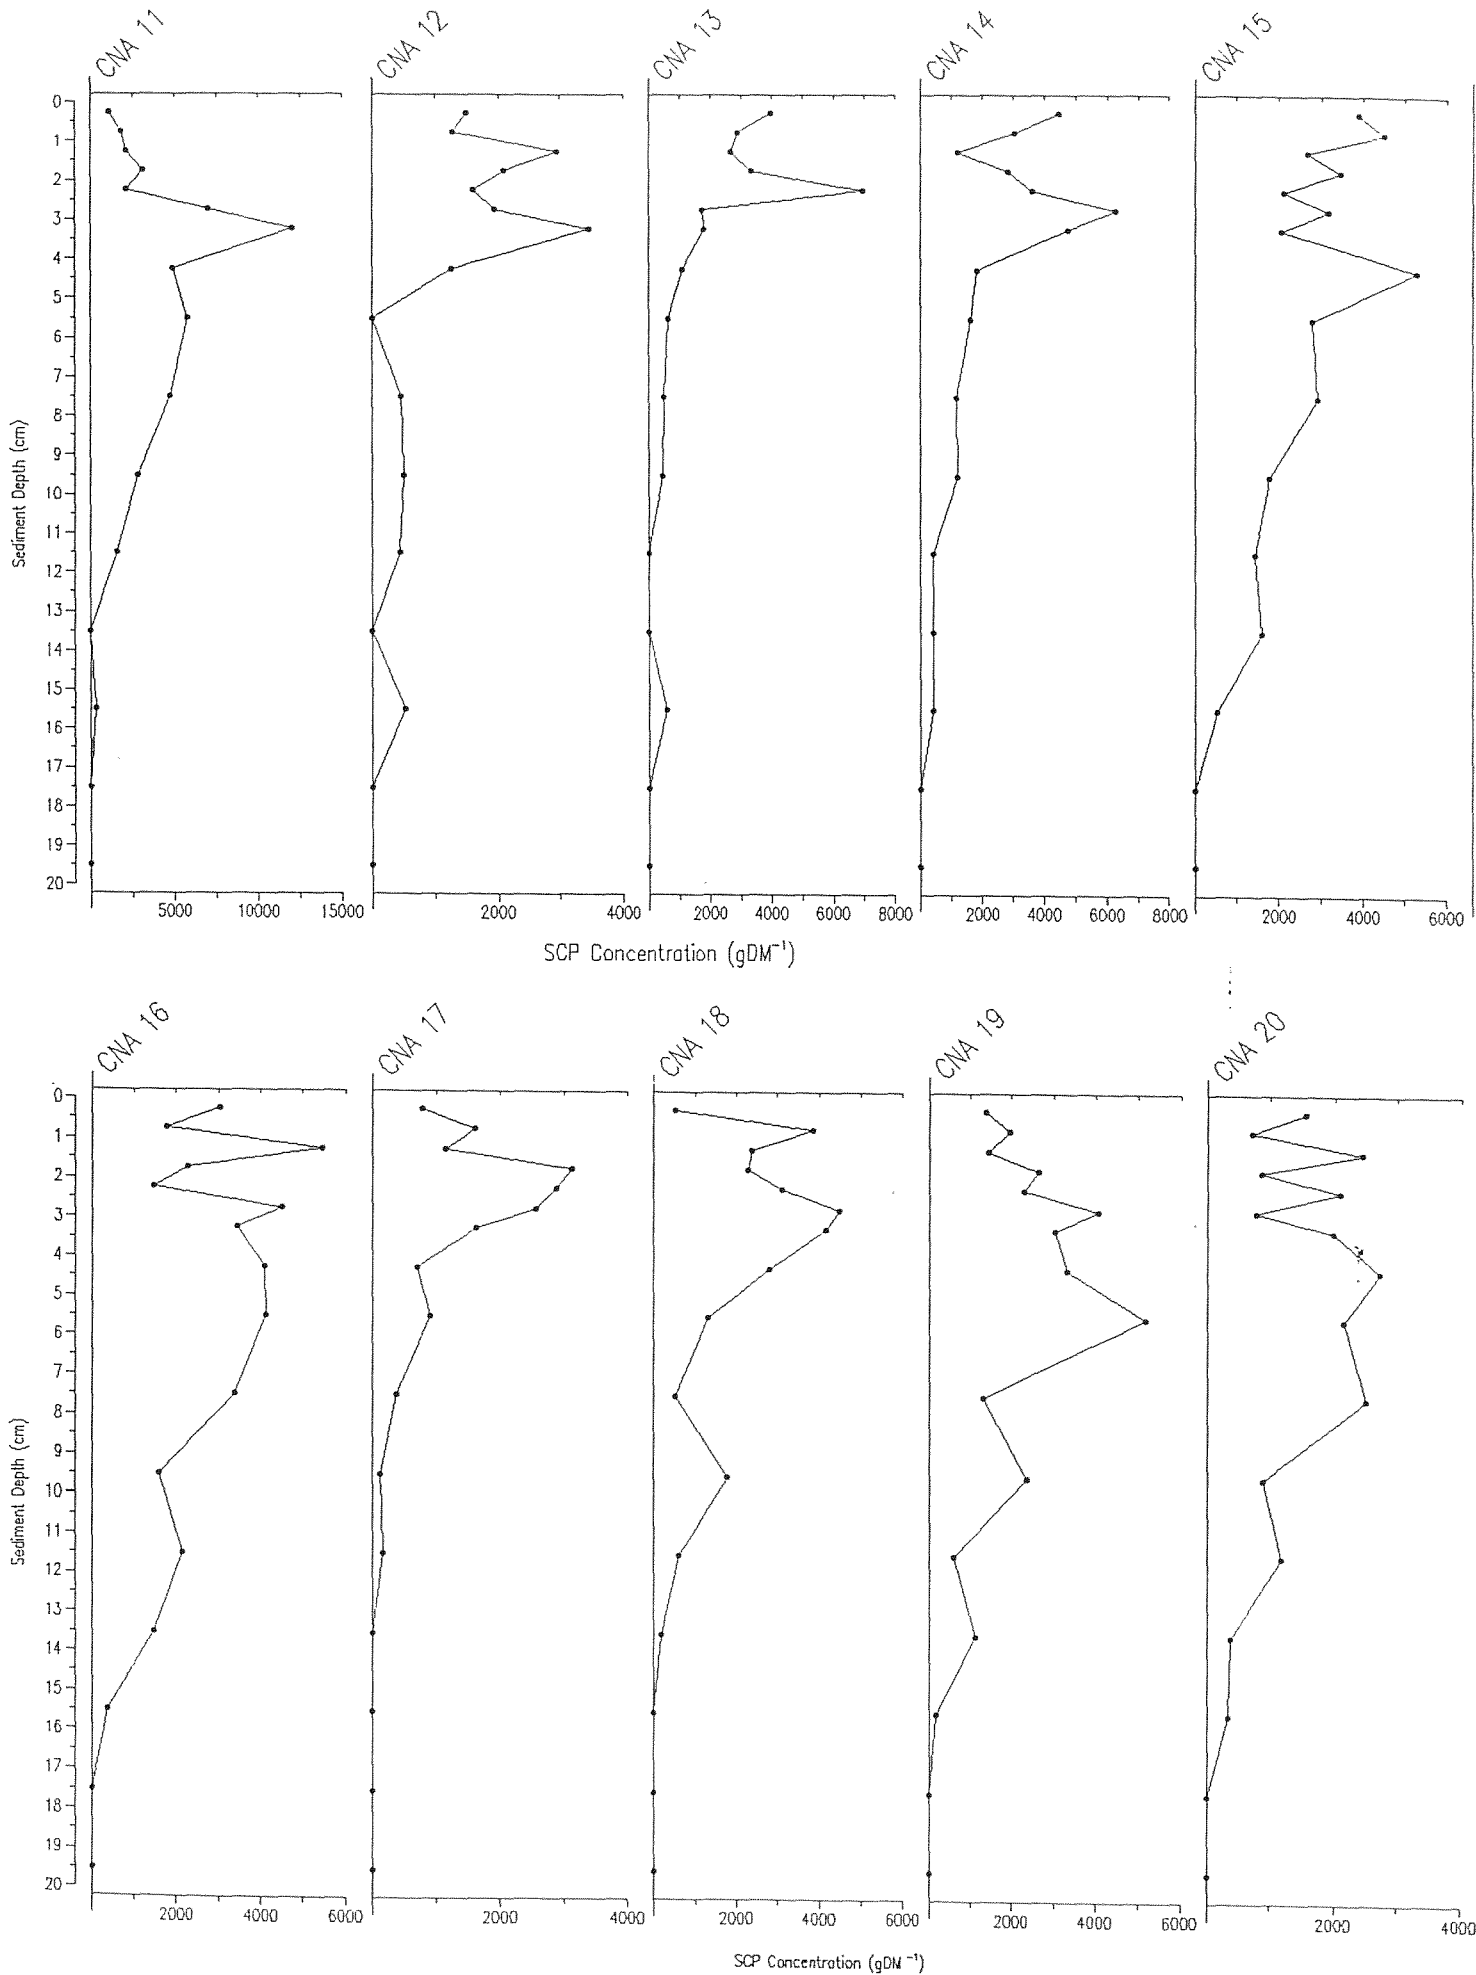 CNA 11
CNA 12
CNA 13
CNA 14
CNA 15
Sediment Depth (cm)
0
1
2
3
4
5
6
7
8
9
10
11
12
13
14
15
16
17
18
19
20
5000 10000 15000
2000 4000
2000 4000 6000 8000
2000 4000 6000 8000
2000 4000 6000
SCP Concentration (gDM⁻¹)
CNA 16
CNA 17
CNA 18
CNA 19
CNA 20
Sediment Depth (cm)
0
1
2
3
4
5
6
7
8
9
10
11
12
13
14
15
16
17
18
19
20
2000 4000 6000
2000 4000
2000 4000 6000
2000 4000 6000
2000 4000
SCP Concentration (gDM⁻¹)